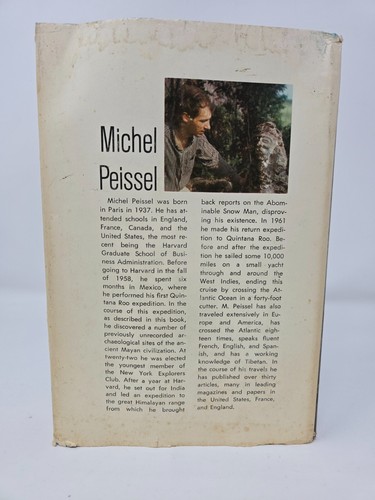 Michel
Peissel
Michel Peissel was born
in Paris in 1937. He has at-
tended schools in England,
France, Canada, and the
United States, the most re-
cent being the Harvard
Graduate School of Busi-
ness Administration. Before
going to Harvard in the fall
of 1958, he spent six
months in Mexico, where
he performed his first Quin-
tana Roo expedition. In the
course of this expedition,
as described in this book,
he discovered a number of
previously unrecorded ar-
chaeological sites of the an-
cient Mayan civilization. At
twenty-two he was elected
the youngest member of
the New York Explorers
Club. After a year at Har-
vard, he set out for India
and led an expedition to
the great Himalayan range
from which he brought
back reports on the Abom-
inable Snow Man, disprov-
ing his existence. In 1961
he made his return expedi-
tion to Quintana Roo. Be-
fore and after the expedi-
tion he sailed some 10,000
miles on a small yacht
through and around the
West Indies, ending this
cruise by crossing the At-
lantic Ocean in a forty-foot
cutter. M. Peissel has also
traveled extensively in Eu-
rope and America, has
crossed the Atlantic eigh-
teen times, speaks fluent
French, English, and Span-
ish, and has a working
knowledge of Tibetan. In
the course of his travels he
has published over thirty
articles, many in leading
magazines and papers in
the United States, France,
and England.